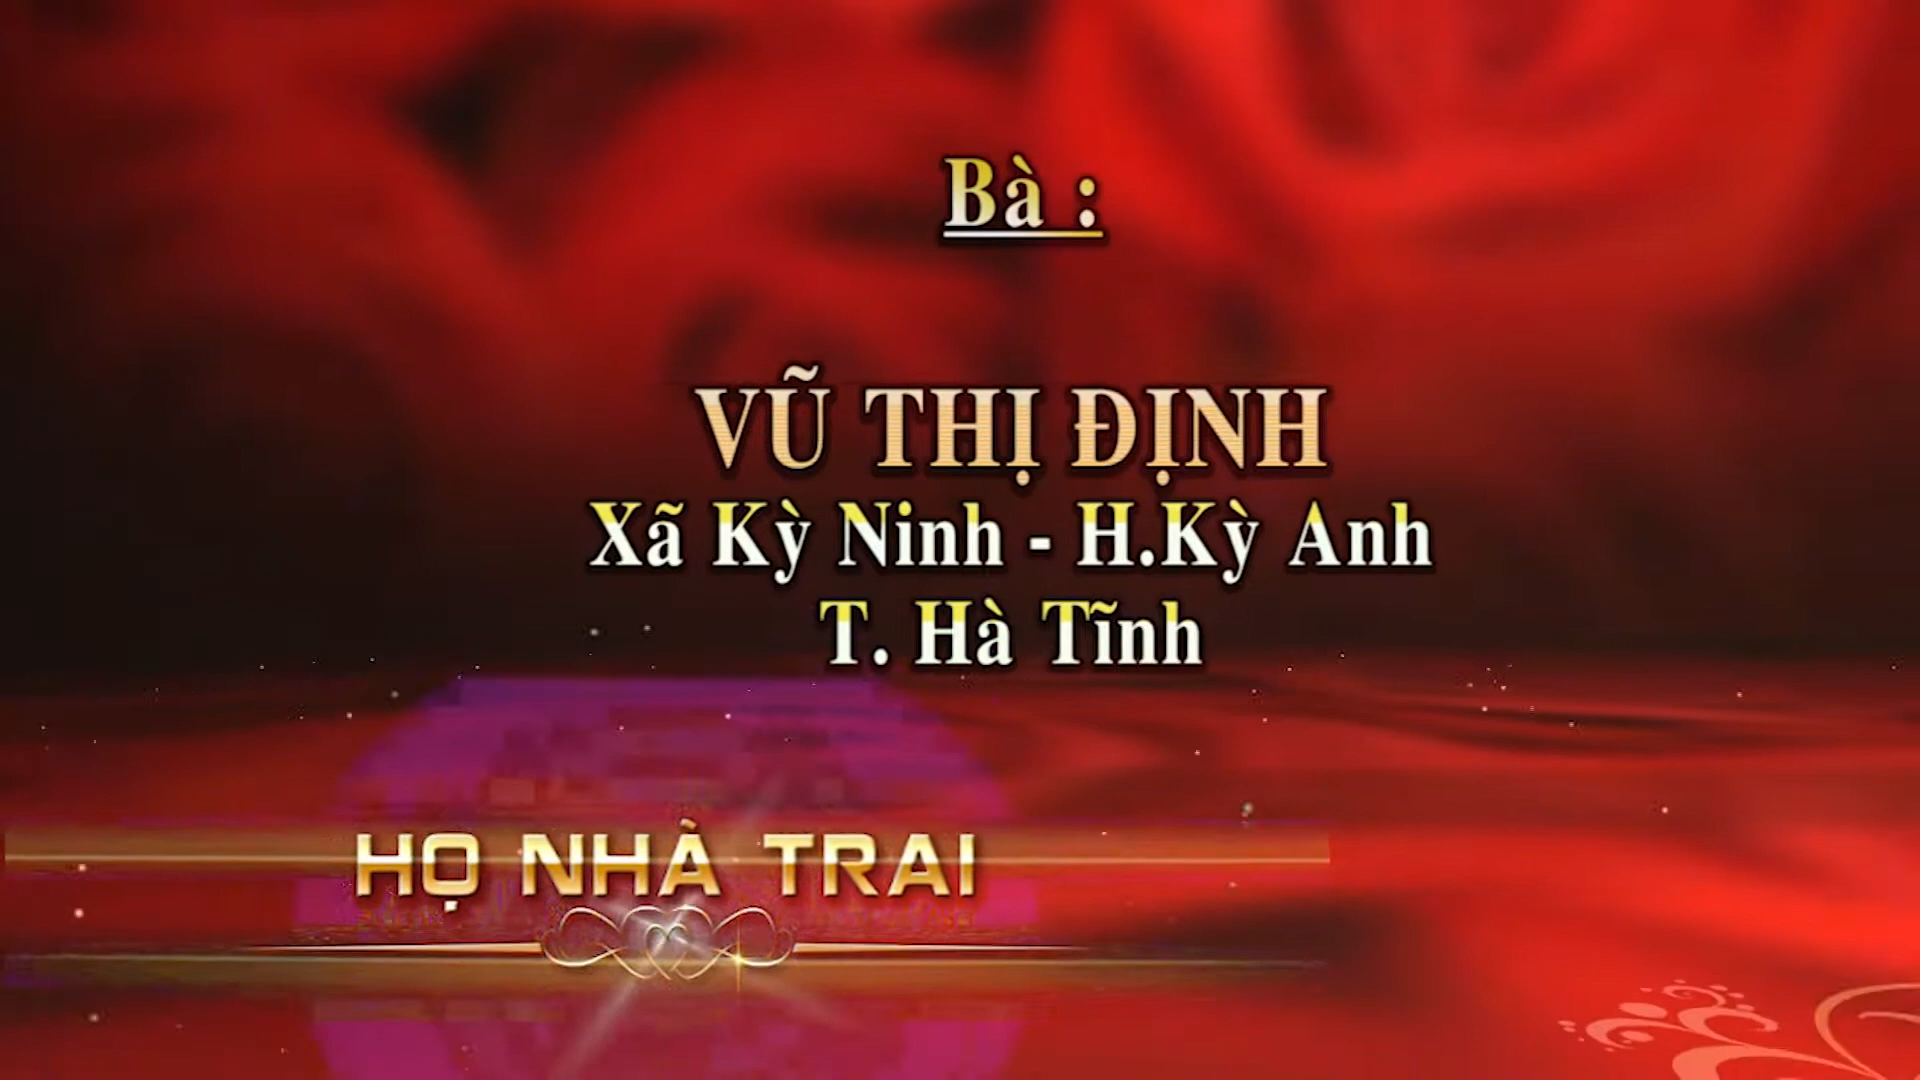 Bà :
VŨ THỊ ĐỊNH
Xã Kỳ Ninh - H.Kỳ Anh
T. Hà Tĩnh
HỌ NHÀ TRAI